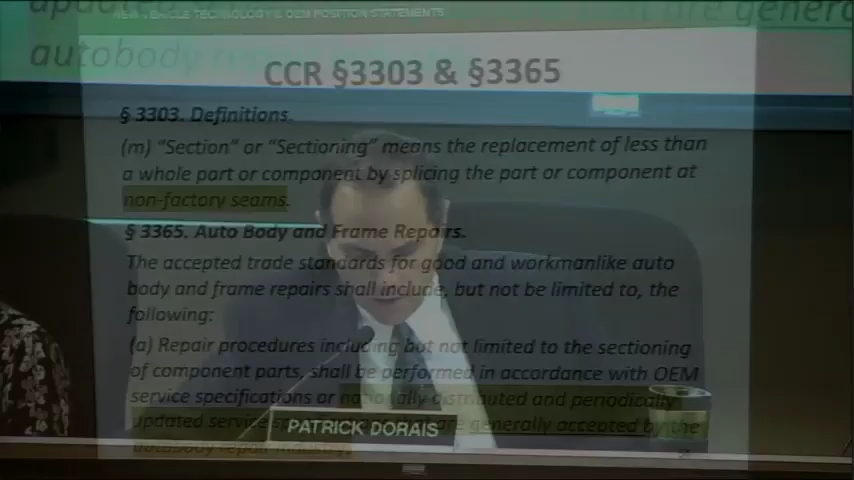 updated
are genera
NEW VEHICLE TECHNOLOGY & OEM POSITION STATEMENTS
autobody
CCR §3303 & §3365
§ 3303. Definitions.
(m) “Section” or “Sectioning” means the replacement of less than
a whole part or component by splicing the part or component at
non-factory seams.
§ 3365. Auto Body and Frame Repairs.
The accepted trade standards for good and workmanlike auto
body and frame repairs shall include, but not be limited to, the
following:
(a) Repair procedures including but not limited to the sectioning
of component parts, shall be performed in accordance with OEM
service specifications or nationally distributed and periodically
updated service that are generally accepted by the
autobody repair industry.
PATRICK DORAIS